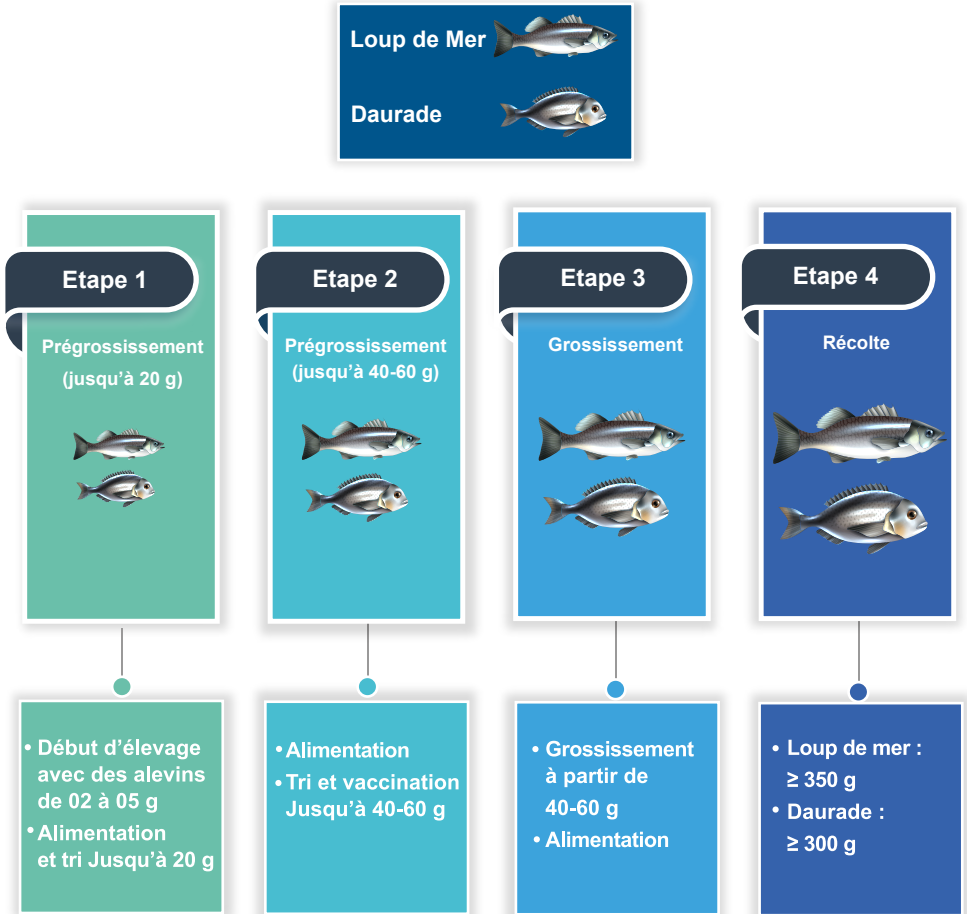 Loup de Mer
Daurade
Etape 1
Prégrossissement
(jusqu'à 20 g)
Etape 2
Prégrossissement
(jusqu'à 40-60 g)
Etape 3
Grossissement
Etape 4
Récolte
• Début d'élevage
avec des alevins
de 02 à 05 g
• Alimentation
et tri Jusqu'à 20 g
• Alimentation
• Tri et vaccination
Jusqu'à 40-60 g
• Grossissement
à partir de
40-60 g
• Alimentation
• Loup de mer :
≥ 350 g
• Daurade :
≥ 300 g